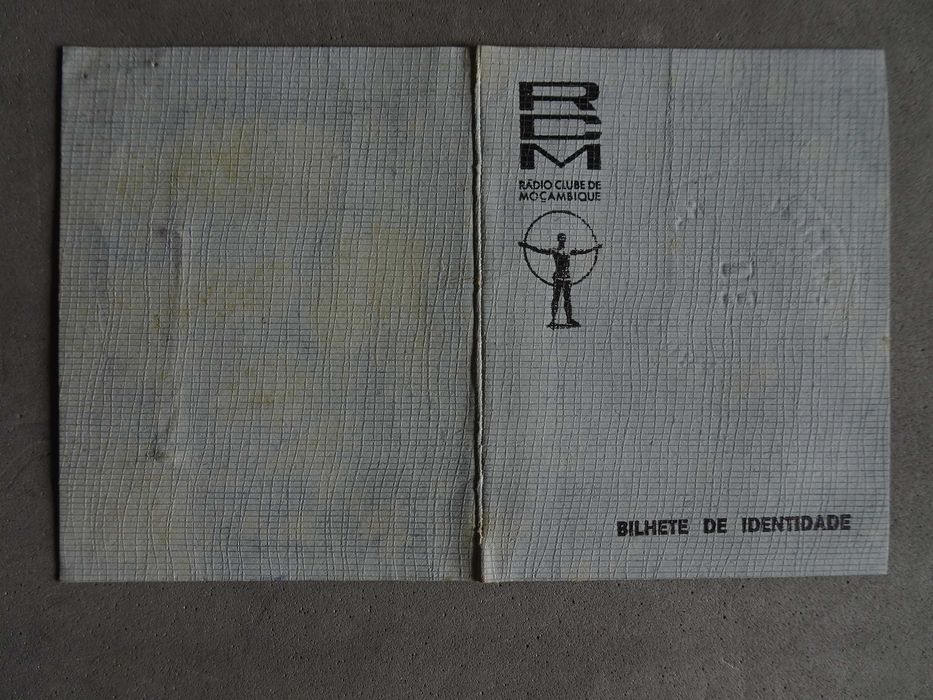 RCM
RÁDIO CLUBE DE
MOÇAMBIQUE
BILHETE DE IDENTIDADE